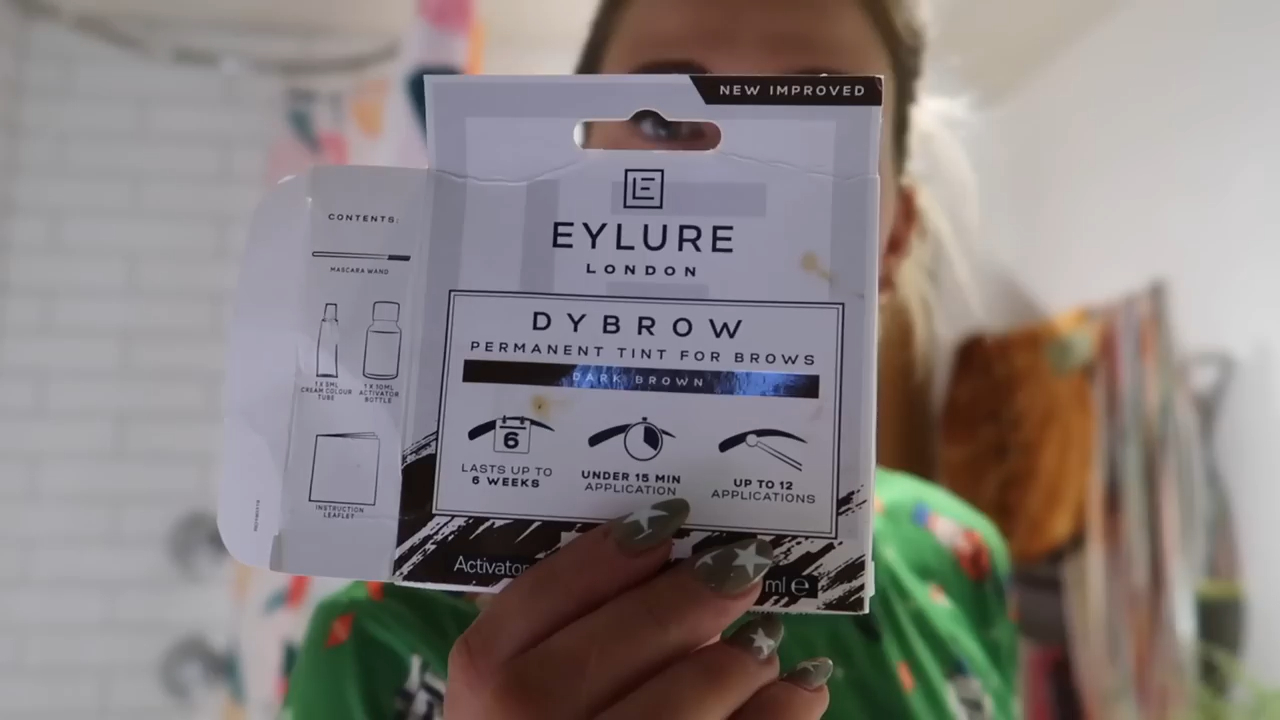 NEW IMPROVED
EYLURE
LONDON
DYBROW
PERMANENT TINT FOR BROWS
DARK BROWN
6
LASTS UP TO
6 WEEKS
UNDER 15 MIN
APPLICATION
UP TO 12
APPLICATIONS
Activator
ml e
CONTENTS:
MASCARA WAND
1 X 5ML
CREAM COLOUR
TUBE
1 X 10ML
ACTIVATOR
BOTTLE
INSTRUCTION
LEAFLET